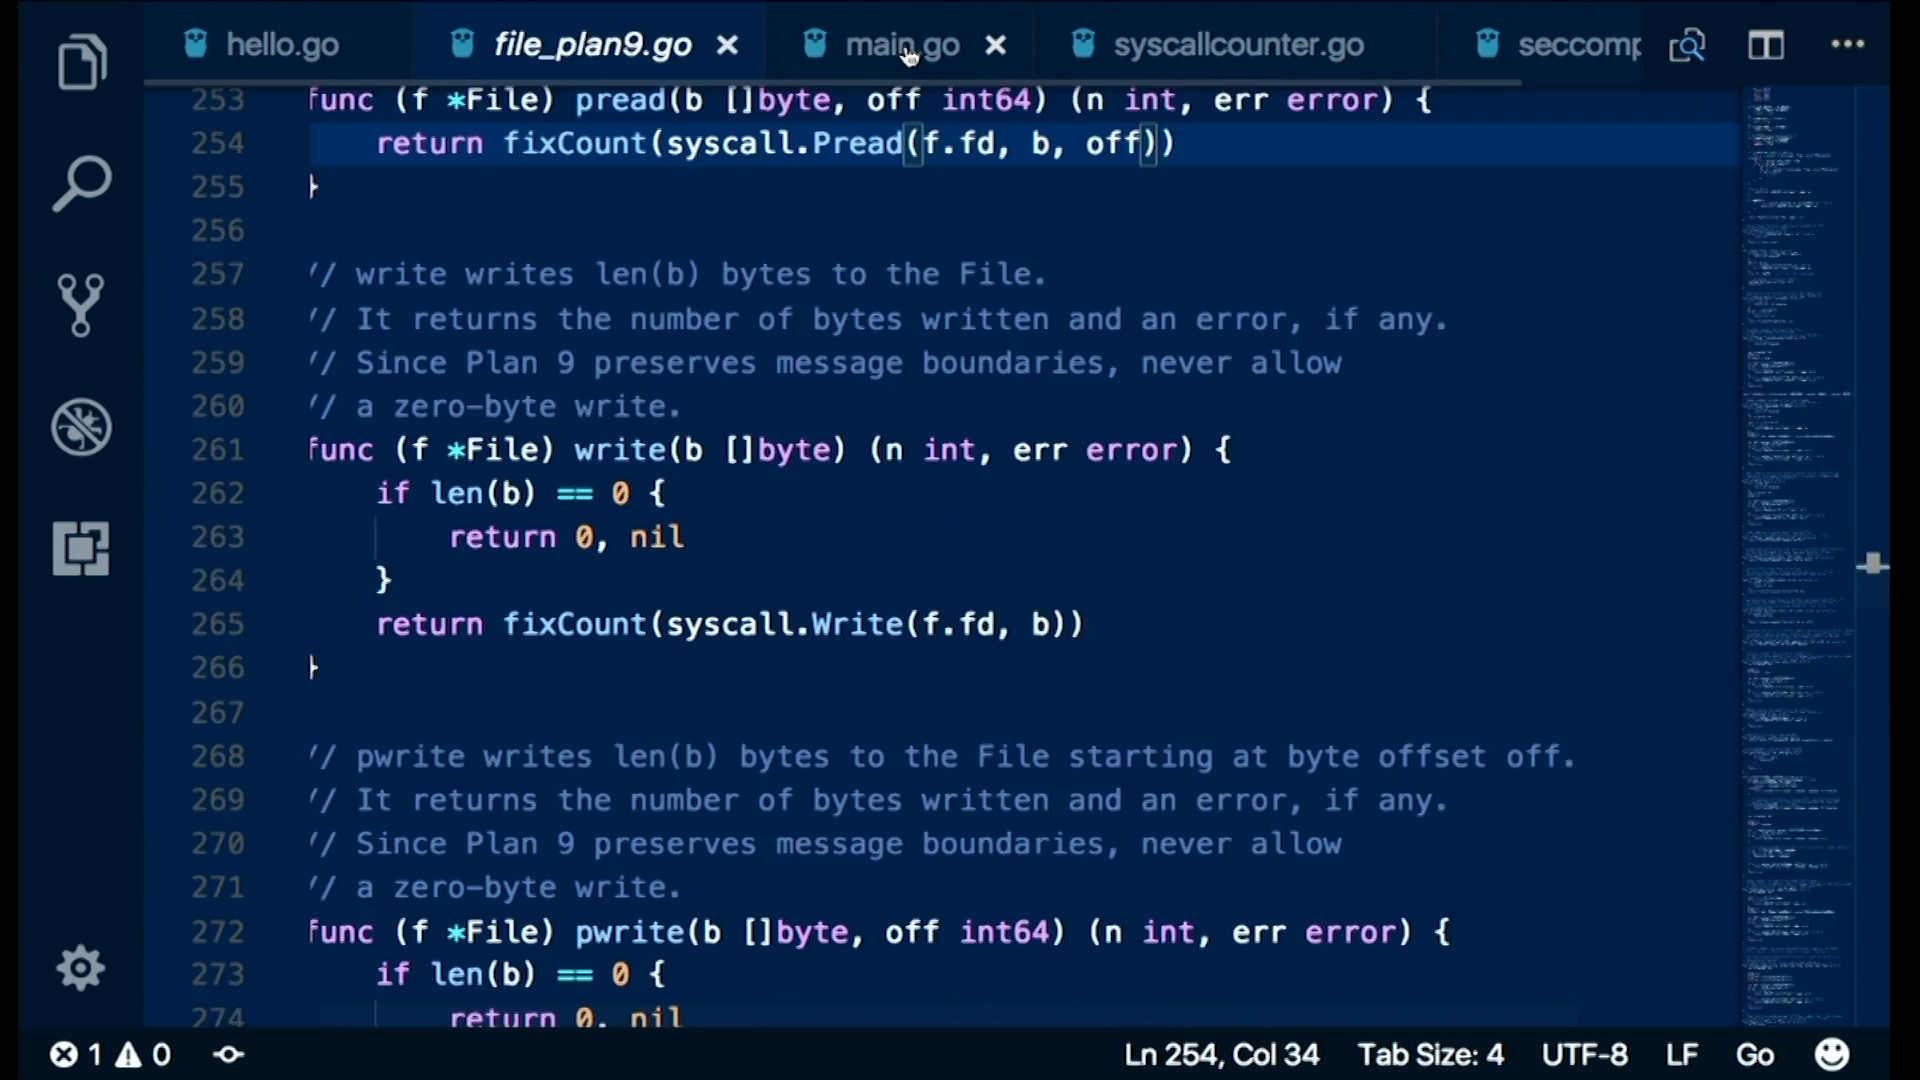 hello.go file_plan9.go main.go syscallcounter.go seccomp
253 func (f *File) pread(b []byte, off int64) (n int, err error) {
254 return fixCount(syscall.Pread(f.fd, b, off))
255 }
256
257 // write writes len(b) bytes to the File.
258 // It returns the number of bytes written and an error, if any.
259 // Since Plan 9 preserves message boundaries, never allow
260 // a zero-byte write.
261 func (f *File) write(b []byte) (n int, err error) {
262 if len(b) == 0 {
263 return 0, nil
264 }
265 return fixCount(syscall.Write(f.fd, b))
266 }
267
268 // pwrite writes len(b) bytes to the File starting at byte offset off.
269 // It returns the number of bytes written and an error, if any.
270 // Since Plan 9 preserves message boundaries, never allow
271 // a zero-byte write.
272 func (f *File) pwrite(b []byte, off int64) (n int, err error) {
273 if len(b) == 0 {
274 return 0, nil
1 0 Ln 254, Col 34 Tab Size: 4 UTF-8 LF Go